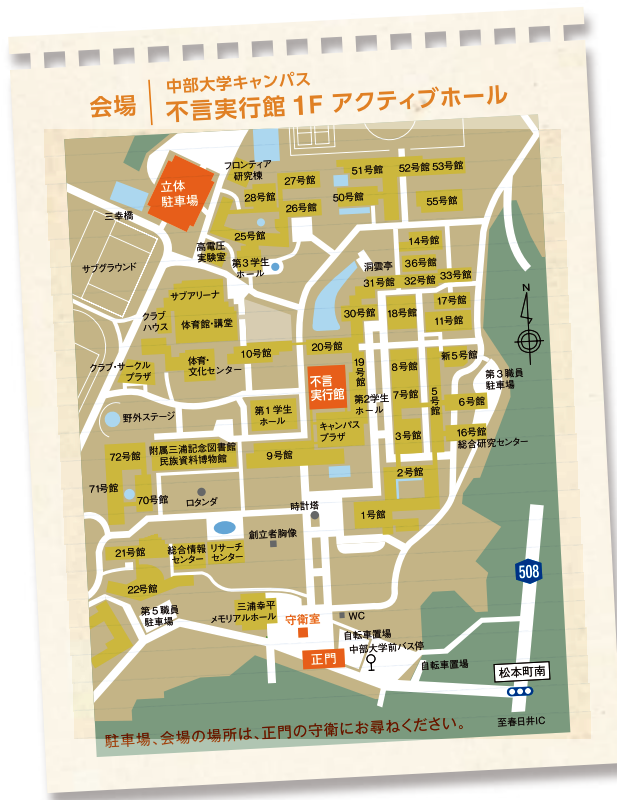 会場
中部大学キャンパス
不言実行館 1F アクティブホール
立体
駐車場
三幸橋
フロンティア
研究棟
27号館
28号館
26号館
25号館
51号館
52号館
53号館
50号館
55号館
高電圧
実験室
第3学生
ホール
サブグラウンド
14号館
洞雲亭
36号館
31号館
32号館
33号館
サブアリーナ
クラブ
ハウス
体育館・講堂
30号館
18号館
17号館
11号館
N
クラブ・サークル
プラザ
体育・
文化センター
10号館
20号館
19号館
8号館
新5号館
第3職員
駐車場
不言
実行館
第2学生
ホール
7号館
5号館
6号館
野外ステージ
第1学生
ホール
キャンパス
プラザ
3号館
16号館
総合研究センター
72号館
附属三浦記念図書館
民族資料博物館
9号館
2号館
71号館
70号館
ロタンダ
時計塔
1号館
創立者胸像
21号館
総合情報
センター
リサーチ
センター
22号館
508
第5職員
駐車場
三浦幸平
メモリアルホール
守衛室
WC
自転車置場
正門
中部大学前バス停
自転車置場
松本町南
至春日井IC
駐車場、会場の場所は、正門の守衛にお尋ねください。